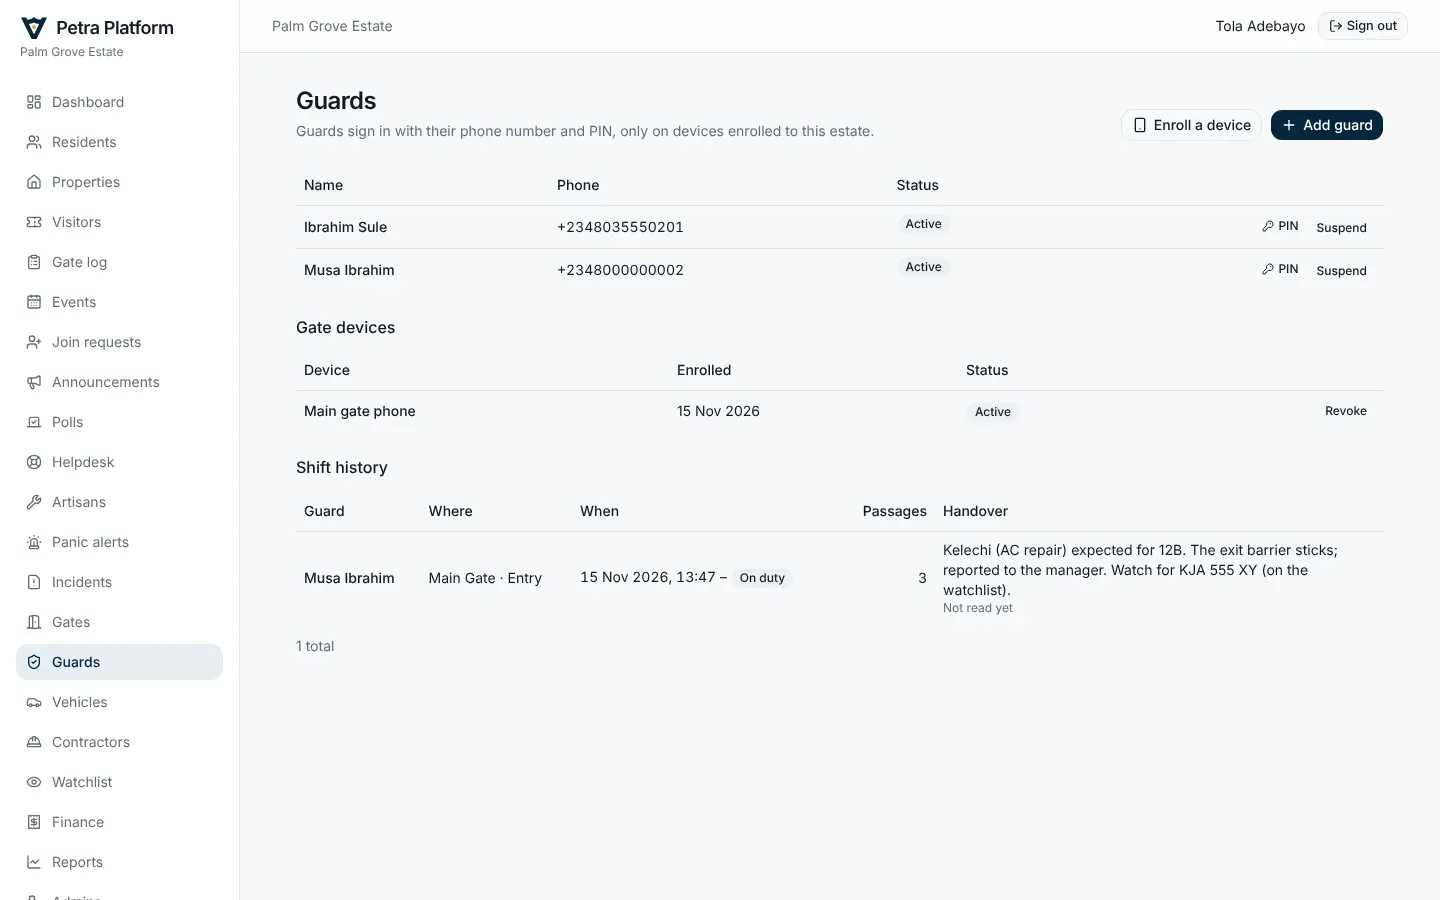 Petra Platform
Palm Grove Estate
Dashboard
Residents
Properties
Visitors
Gate log
Events
Join requests
Announcements
Polls
Helpdesk
Artisans
Panic alerts
Incidents
Gates
Guards
Vehicles
Contractors
Watchlist
Finance
Reports
Palm Grove Estate
Tola Adebayo
Sign out
Guards
Guards sign in with their phone number and PIN, only on devices enrolled to this estate.
Enroll a device
Add guard
Name Phone Status
Ibrahim Sule +2348035550201 Active PIN Suspend
Musa Ibrahim +2348000000002 Active PIN Suspend
Gate devices
Device Enrolled Status
Main gate phone 15 Nov 2026 Active Revoke
Shift history
Guard Where When Passages Handover
Musa Ibrahim Main Gate · Entry 15 Nov 2026, 13:47 – On duty 3
Kelechi (AC repair) expected for 12B. The exit barrier sticks;
reported to the manager. Watch for KJA 555 XY (on the
watchlist).
Not read yet
1 total